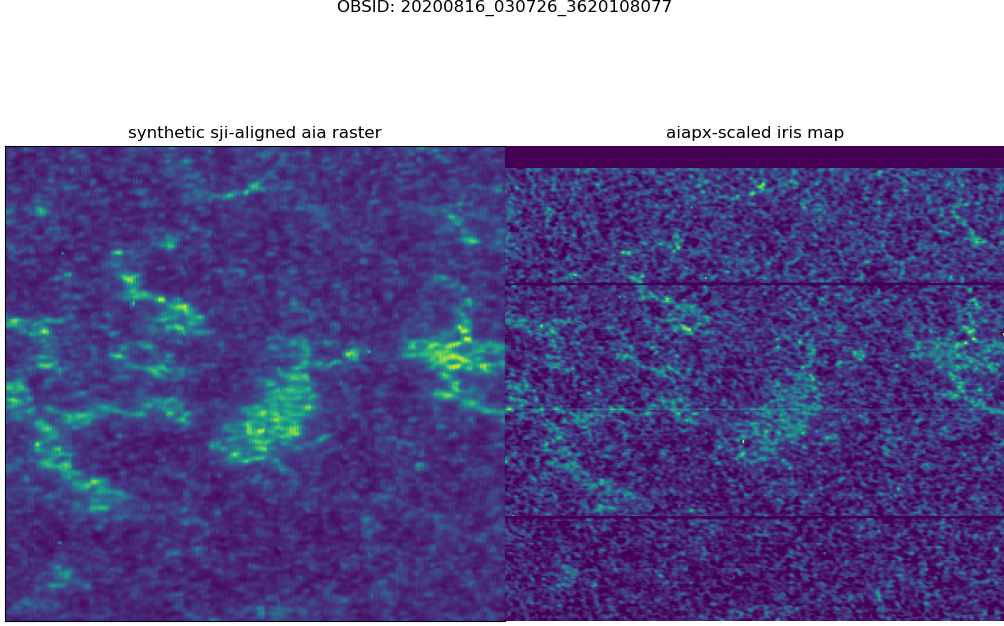 OBSID: 20200816_030726_3620108077
synthetic sji-aligned aia raster
aiapx-scaled iris map